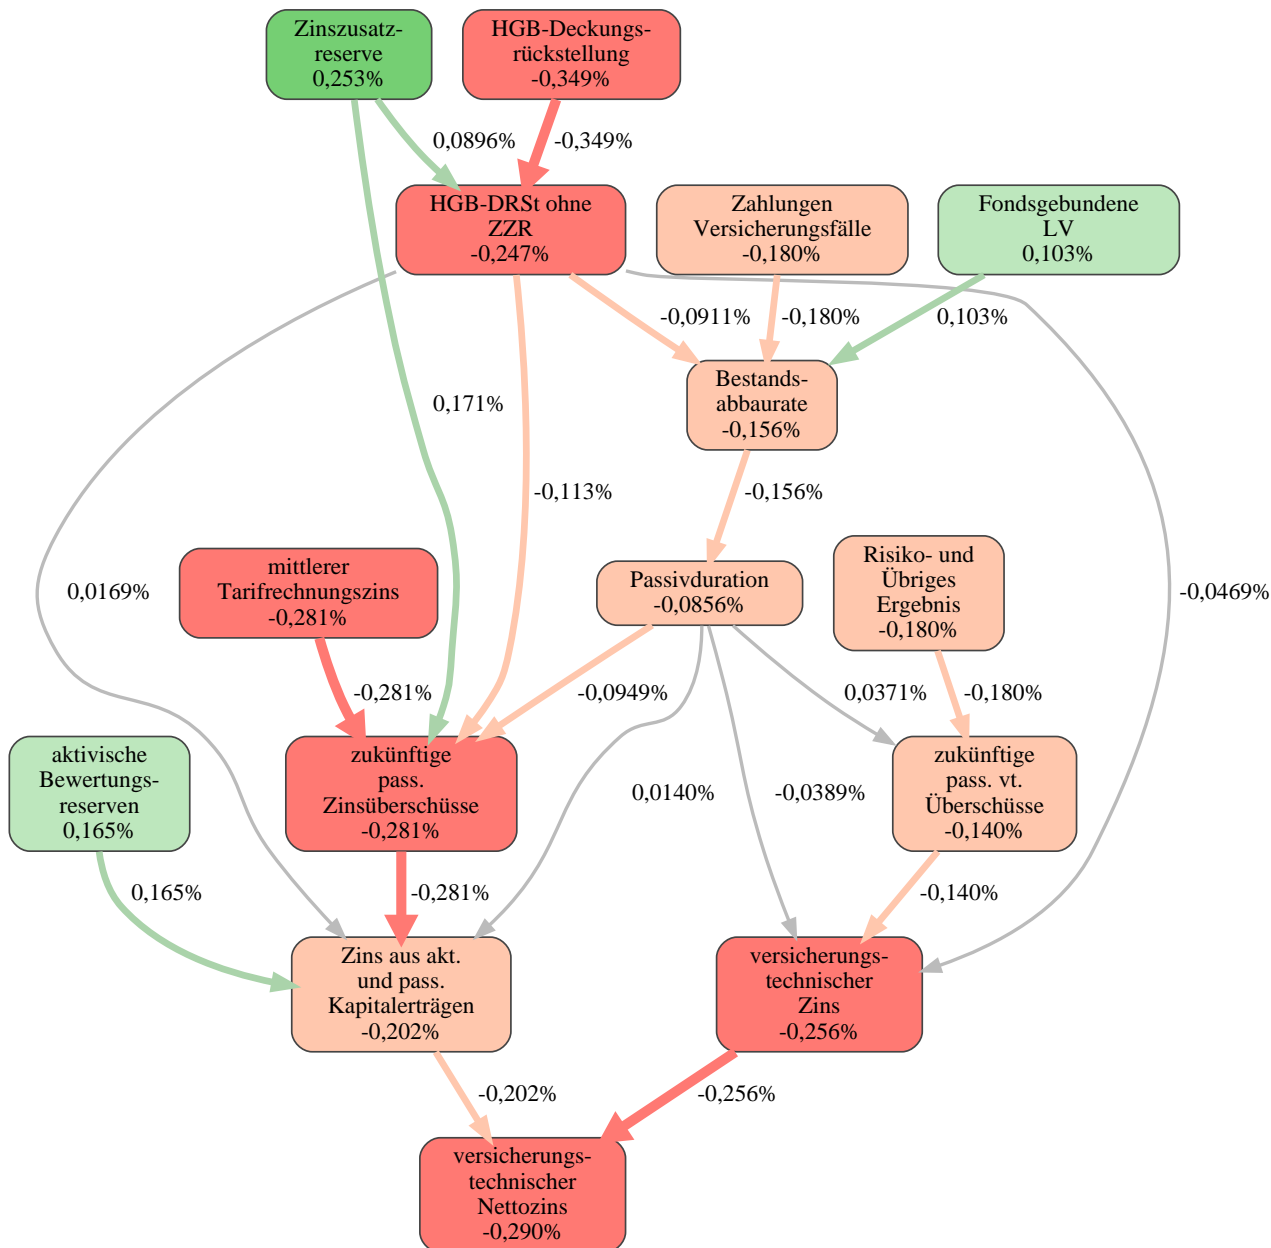 Zinszusatz-
reserve
0,253%
HGB-Deckungs-
rückstellung
-0,349%
0,0896%
-0,349%
HGB-DRSt ohne
ZZR
-0,247%
Zahlungen
Versicherungsfälle
-0,180%
Fondsgebundene
LV
0,103%
-0,0911%
-0,180%
0,103%
Bestands-
abbaurate
-0,156%
0,171%
-0,113%
-0,156%
mittlerer
Tarifrechnungszins
-0,281%
Passivduration
-0,0856%
Risiko- und
Übriges
Ergebnis
-0,180%
0,0169%
-0,0469%
-0,281%
-0,0949%
0,0371%
-0,180%
aktivische
Bewertungs-
reserven
0,165%
zukünftige
pass.
Zinsüberschüsse
-0,281%
0,0140%
-0,0389%
zukünftige
pass. vt.
Überschüsse
-0,140%
0,165%
-0,281%
-0,140%
Zins aus akt.
und pass.
Kapitalerträgen
-0,202%
versicherungs-
technischer
Zins
-0,256%
-0,202%
-0,256%
versicherungs-
technischer
Nettozins
-0,290%